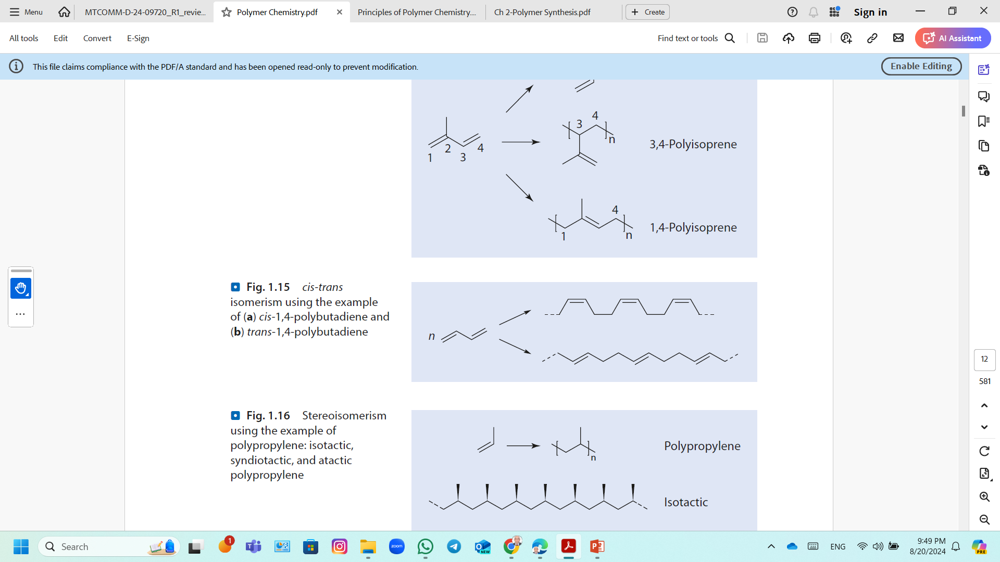 Menu
MTCOMM-D-24-09720_R1_revie...
Polymer Chemistry.pdf
Principles of Polymer Chemistry....
Ch 2-Polymer Synthesis.pdf
Create
Sign in
All tools
Edit
Convert
E-Sign
Find text or tools
AI Assistant
This file claims compliance with the PDF/A standard and has been opened read-only to prevent modification.
Enable Editing
1
2
3
4
3
4
n
3,4-Polyisoprene
1
4
n
1,4-Polyisoprene
Fig. 1.15 cis-trans
isomerism using the example
of (a) cis-1,4-polybutadiene and
(b) trans-1,4-polybutadiene
n
Fig. 1.16 Stereoisomerism
using the example of
polypropylene: isotactic,
syndiotactic, and atactic
polypropylene
n
Polypropylene
Isotactic
12
581
Search
1
zoom
NEW
ENG
9:49 PM
8/20/2024
PRE